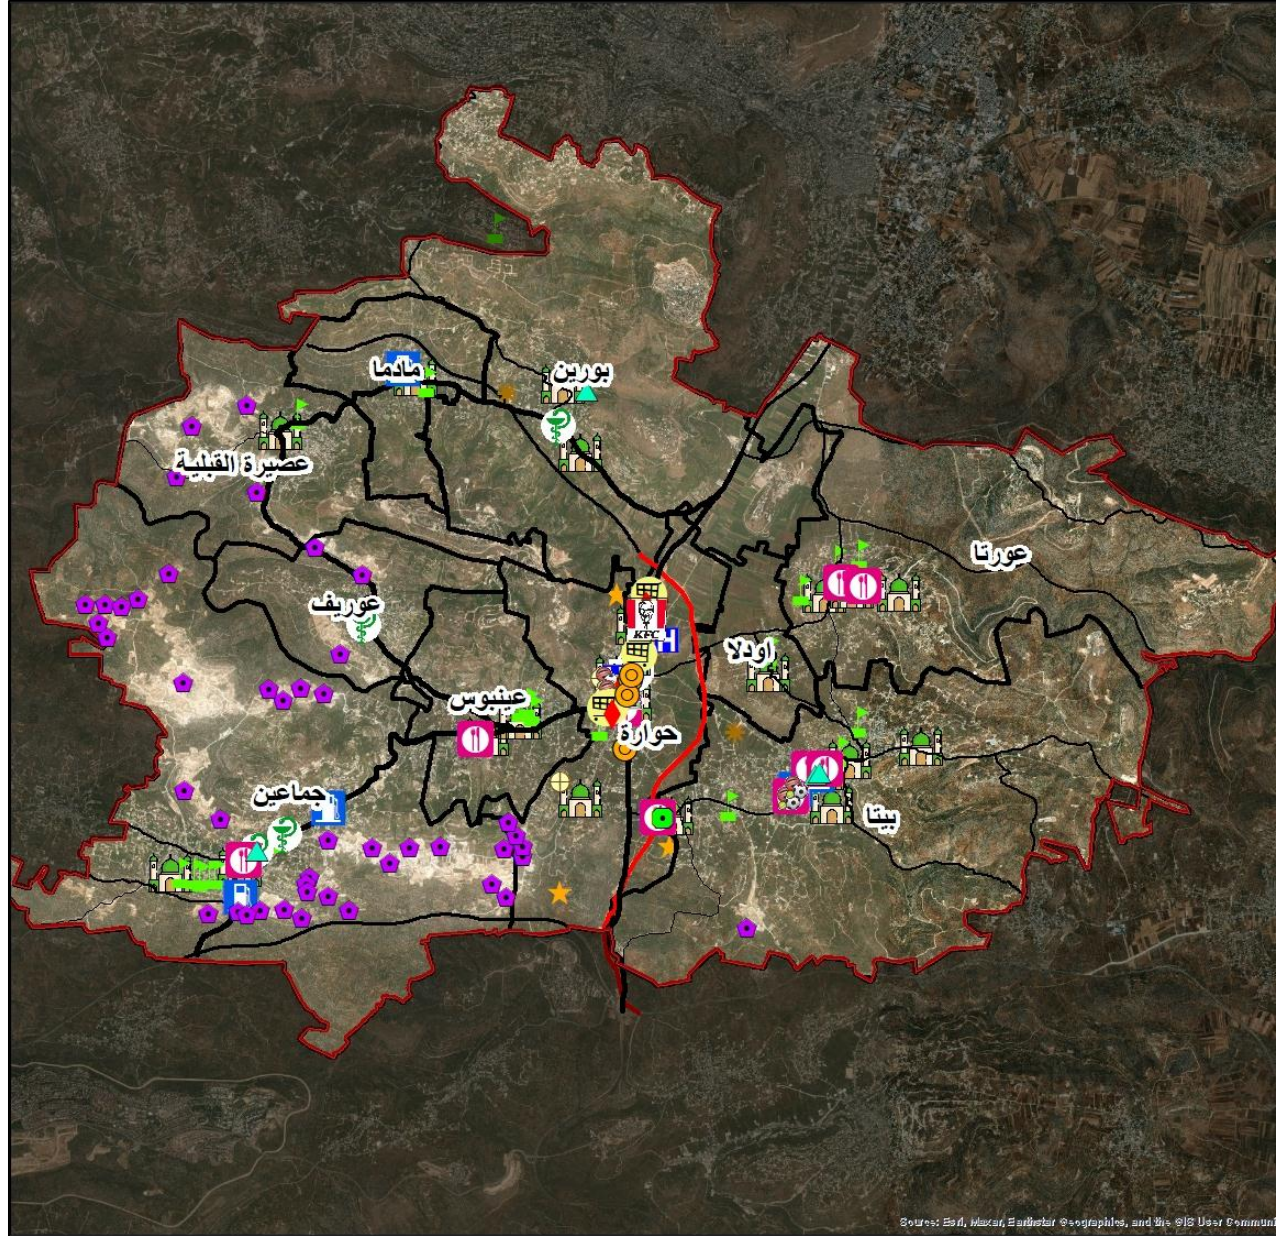 مادما
بورين
عصيرة القبلية
عورتا
عوريف
KFC
H
اودلا
عينبوس
حوارة
جماعين
بيتا
Source: Esri, Maxar, Earthstar Geographics, and the GIS User Communi